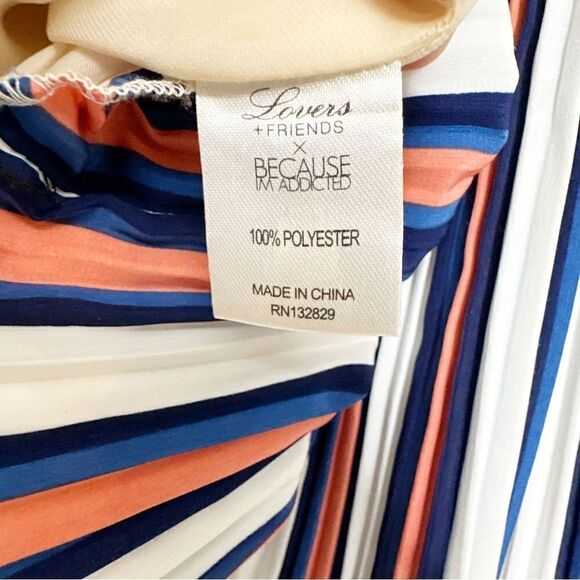 Lovers
+ FRIENDS
×
BECAUSE
IM ADDICTED
100% POLYESTER
MADE IN CHINA
RN132829